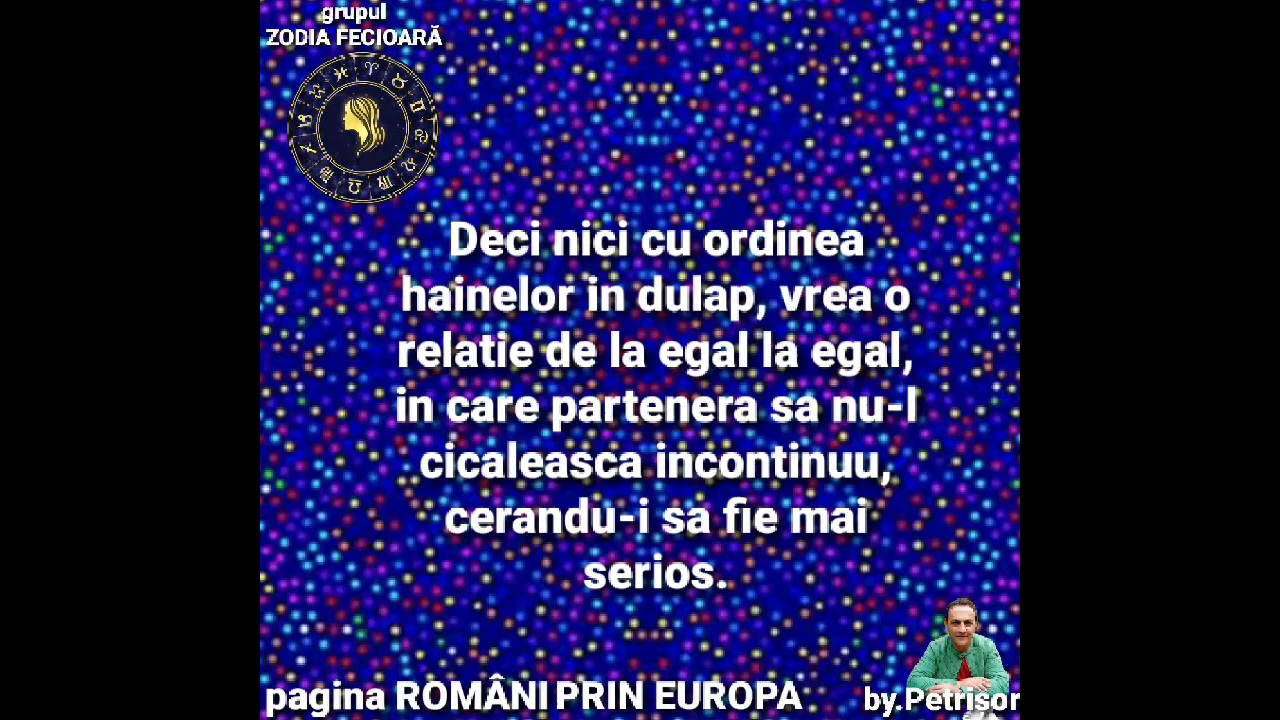 grupul
ZODIA FECIOARĂ
Deci nici cu ordinea
hainelor in dulap, vrea o
relatie de la egal la egal,
in care partenera sa nu-l
cicaleasca incontinuu,
cerandu-i sa fie mai
serios.
pagina ROMÂNI PRIN EUROPA
by.Petrisor